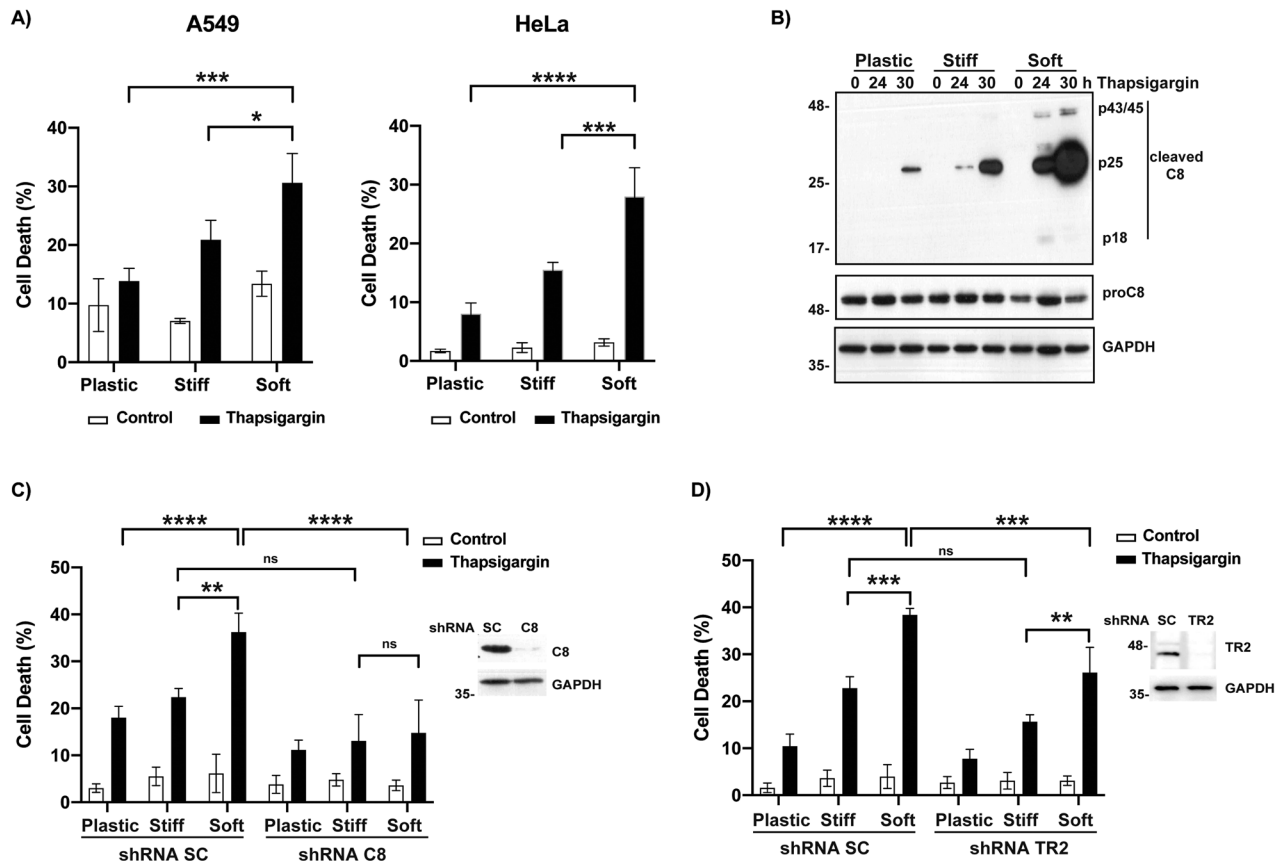 A)
A549
HeLa
***
*
****
***
Cell Death (%)
50
40
30
20
10
0
Plastic Stiff Soft
Control Thapsigargin
Cell Death (%)
40
30
20
10
0
Plastic Stiff Soft
Control Thapsigargin
B)
Plastic Stiff Soft
0 24 30 0 24 30 0 24 30 h Thapsigargin
48-
25-
17-
p43/45
p25
p18
cleaved
C8
48-
proC8
35-
GAPDH
C)
****
****
ns
**
ns
Control
Thapsigargin
Cell Death (%)
50
40
30
20
10
0
Plastic Stiff Soft Plastic Stiff Soft
shRNA SC shRNA C8
shRNA SC C8
C8
35-
GAPDH
D)
****
***
ns
***
**
Control
Thapsigargin
Cell Death (%)
50
40
30
20
10
0
Plastic Stiff Soft Plastic Stiff Soft
shRNA SC shRNA TR2
shRNA SC TR2
48-
TR2
35-
GAPDH